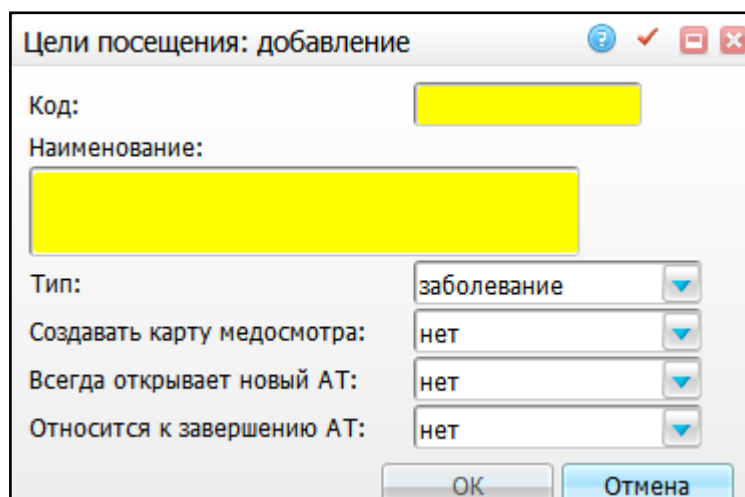 Цели посещения: добавление
Код:
Наименование:
Тип: заболевание
Создавать карту медосмотра: нет
Всегда открывает новый АТ: нет
Относится к завершению АТ: нет
ОК Отмена